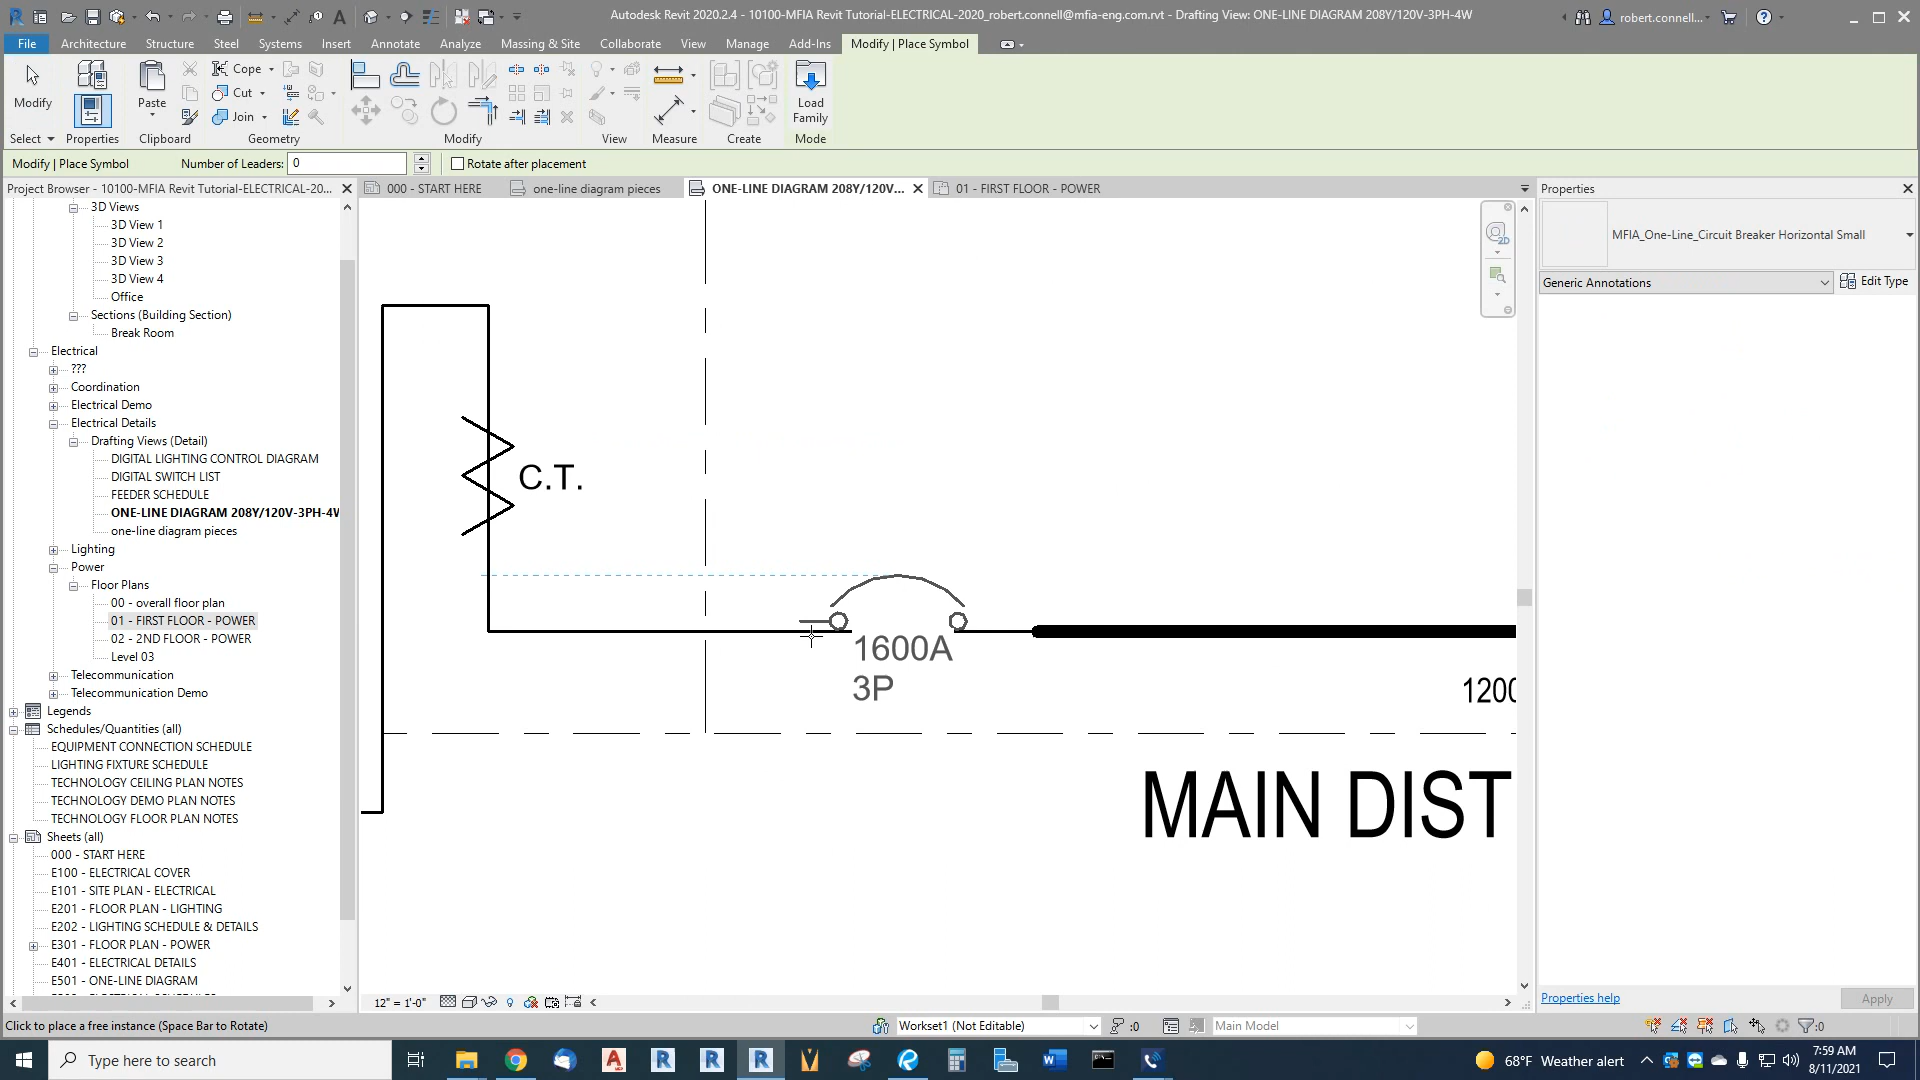 Autodesk Revit 2020.2.4 - 10100-MFIA Revit Tutorial-ELECTRICAL-2020_robert.connell@mfia-eng.com.rvt - Drafting View: ONE-LINE DIAGRAM 208Y/120V-3PH-4W
robert.connell...
File Architecture Structure Steel Systems Insert Annotate Analyze Massing & Site Collaborate View Manage Add-Ins Modify | Place Symbol
Modify
Paste
Cope
Cut
Join
Load
Family
Select Properties Clipboard Geometry Modify View Measure Create Mode
Modify | Place Symbol Number of Leaders: 0 Rotate after placement
Project Browser - 10100-MFIA Revit Tutorial-ELECTRICAL-20...
000 - START HERE
one-line diagram pieces
ONE-LINE DIAGRAM 208Y/120V...
01 - FIRST FLOOR - POWER
Properties
3D Views
3D View 1
3D View 2
3D View 3
3D View 4
Office
Sections (Building Section)
Break Room
Electrical
???
Coordination
Electrical Demo
Electrical Details
Drafting Views (Detail)
DIGITAL LIGHTING CONTROL DIAGRAM
DIGITAL SWITCH LIST
FEEDER SCHEDULE
ONE-LINE DIAGRAM 208Y/120V-3PH-4W
one-line diagram pieces
Lighting
Power
Floor Plans
00 - overall floor plan
01 - FIRST FLOOR - POWER
02 - 2ND FLOOR - POWER
Level 03
Telecommunication
Telecommunication Demo
Legends
Schedules/Quantities (all)
EQUIPMENT CONNECTION SCHEDULE
LIGHTING FIXTURE SCHEDULE
TECHNOLOGY CEILING PLAN NOTES
TECHNOLOGY DEMO PLAN NOTES
TECHNOLOGY FLOOR PLAN NOTES
Sheets (all)
000 - START HERE
E100 - ELECTRICAL COVER
E101 - SITE PLAN - ELECTRICAL
E201 - FLOOR PLAN - LIGHTING
E202 - LIGHTING SCHEDULE & DETAILS
E301 - FLOOR PLAN - POWER
E401 - ELECTRICAL DETAILS
E501 - ONE-LINE DIAGRAM
C.T.
1600A
3P
1200
MAIN DIST
2D
MFIA_One-Line_Circuit Breaker Horizontal Small
Generic Annotations
Edit Type
Properties help
Apply
12" = 1'-0"
Click to place a free instance (Space Bar to Rotate)
Workset1 (Not Editable)
:0
Main Model
:0
Type here to search
68°F Weather alert
7:59 AM
8/11/2021